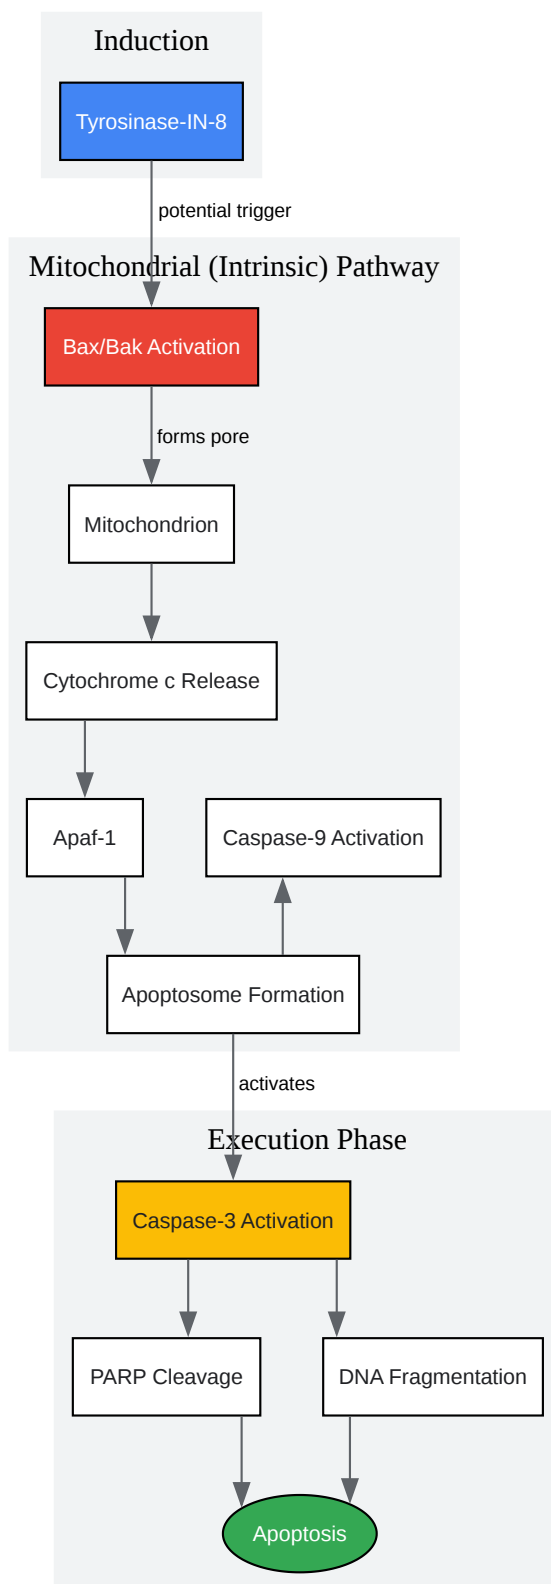 Induction
Tyrosinase-IN-8
potential trigger
Mitochondrial (Intrinsic) Pathway
Bax/Bak Activation
forms pore
Mitochondrion
Cytochrome c Release
Apaf-1
Caspase-9 Activation
Apoptosome Formation
activates
Execution Phase
Caspase-3 Activation
PARP Cleavage
DNA Fragmentation
Apoptosis